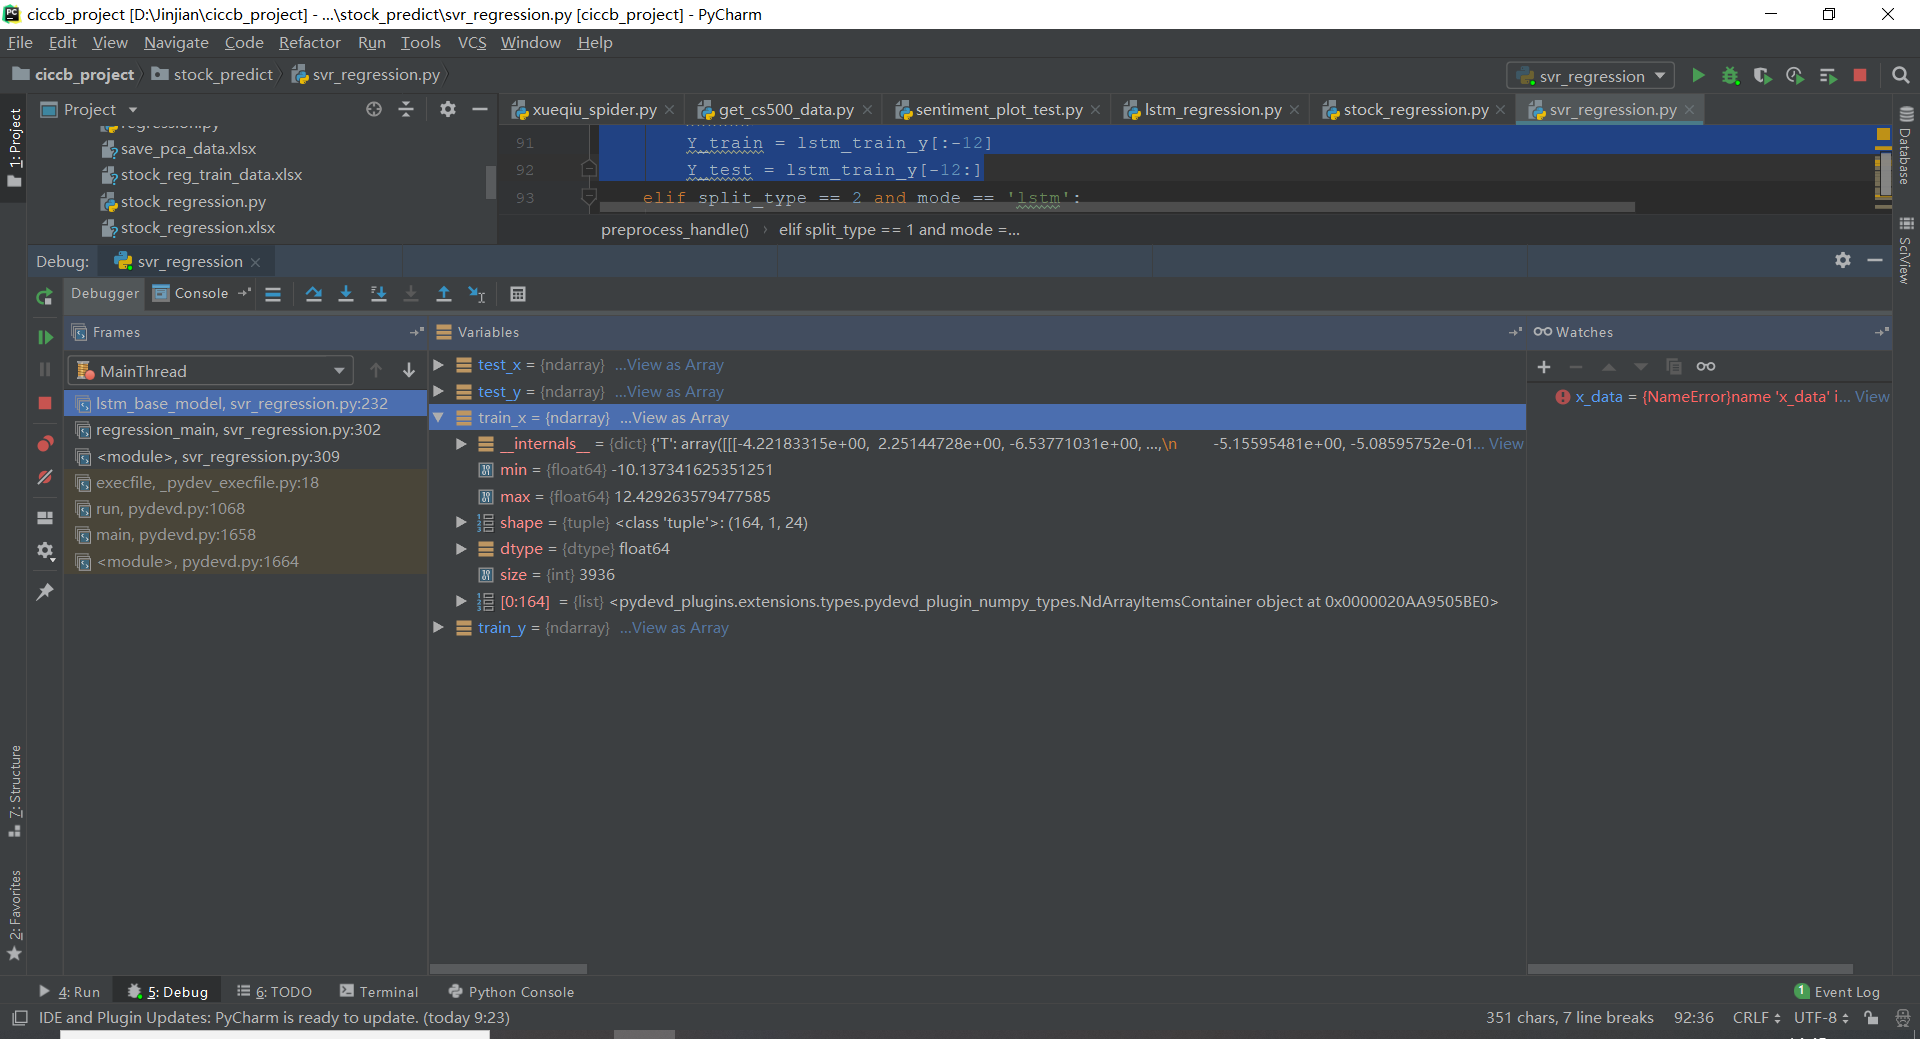 ciccb_project [D:\Jinjian\ciccb_project] - ...\stock_predict\svr_regression.py [ciccb_project] - PyCharm
File Edit View Navigate Code Refactor Run Tools VCS Window Help
ciccb_project stock_predict svr_regression.py svr_regression
1: Project
Project
xueqiu_spider.py get_cs500_data.py sentiment_plot_test.py lstm_regression.py stock_regression.py svr_regression.py
regression.py
save_pca_data.xlsx
stock_reg_train_data.xlsx
stock_regression.py
stock_regression.xlsx
91 Y_train = lstm_train_y[:-12]
92 Y_test = lstm_train_y[-12:]
93 elif split_type == 2 and mode == 'lstm':
preprocess_handle() › elif split_type == 1 and mode =...
Database
SciView
Debug: svr_regression
Debugger Console
Frames
Variables
Watches
MainThread
lstm_base_model, svr_regression.py:232
regression_main, svr_regression.py:302
<module>, svr_regression.py:309
execfile, _pydev_execfile.py:18
run, pydevd.py:1068
main, pydevd.py:1658
<module>, pydevd.py:1664
test_x = {ndarray} ...View as Array
test_y = {ndarray} ...View as Array
train_x = {ndarray} ...View as Array
__internals__ = {dict} {'T': array([[[-4.22183315e+00, 2.25144728e+00, -6.53771031e+00, ...,\n -5.15595481e+00, -5.08595752e-01... View
min = {float64} -10.137341625351251
max = {float64} 12.429263579477585
shape = {tuple} <class 'tuple'>: (164, 1, 24)
dtype = {dtype} float64
size = {int} 3936
[0:164] = {list} <pydevd_plugins.extensions.types.pydevd_plugin_numpy_types.NdArrayItemsContainer object at 0x0000020AA9505BE0>
train_y = {ndarray} ...View as Array
x_data = {NameError}name 'x_data' i... View
7: Structure
2: Favorites
4: Run 5: Debug 6: TODO Terminal Python Console 1 Event Log
IDE and Plugin Updates: PyCharm is ready to update. (today 9:23) 351 chars, 7 line breaks 92:36 CRLF UTF-8